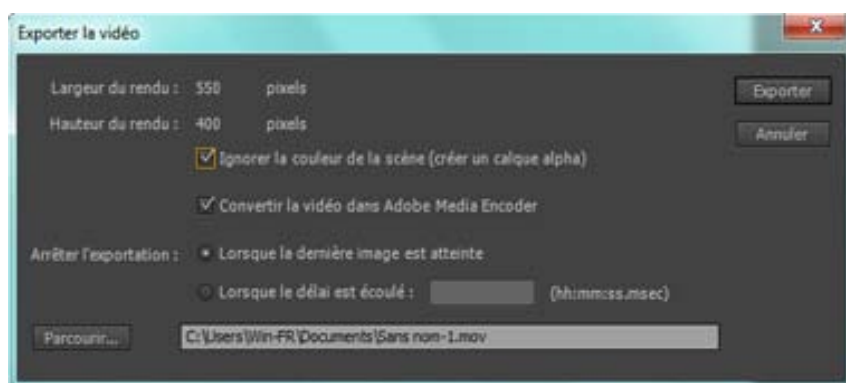 Exporter la vidéo
Largeur du rendu : 550 pixels
Exporter
Hauteur du rendu : 400 pixels
Annuler
Ignorer la couleur de la scène (créer un calque alpha)
Convertir la vidéo dans Adobe Media Encoder
Arrêter l'exportation : Lorsque la dernière image est atteinte
Lorsque le délai est écoulé : (hh:mm:ss.msec)
Parcourir... C:\Users\Win-FR\Documents\Sans nom-1.mov